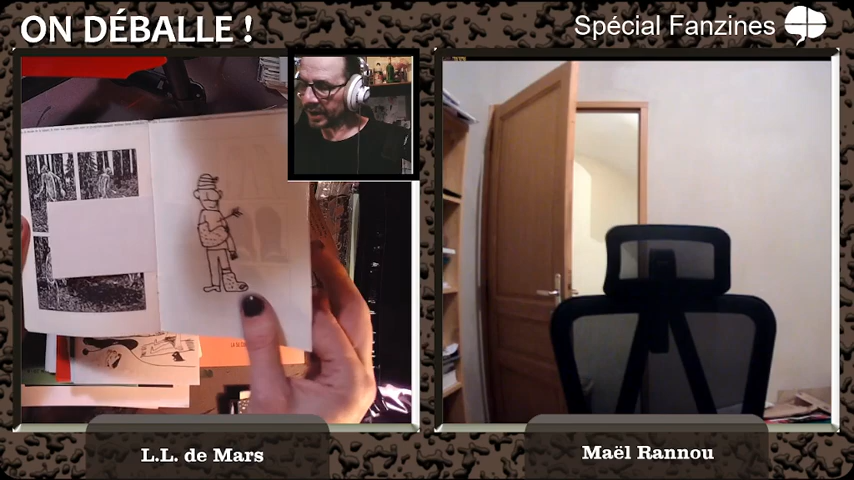 ON DÉBALLE !
Spécial Fanzines
L.L. de Mars
Maël Rannou